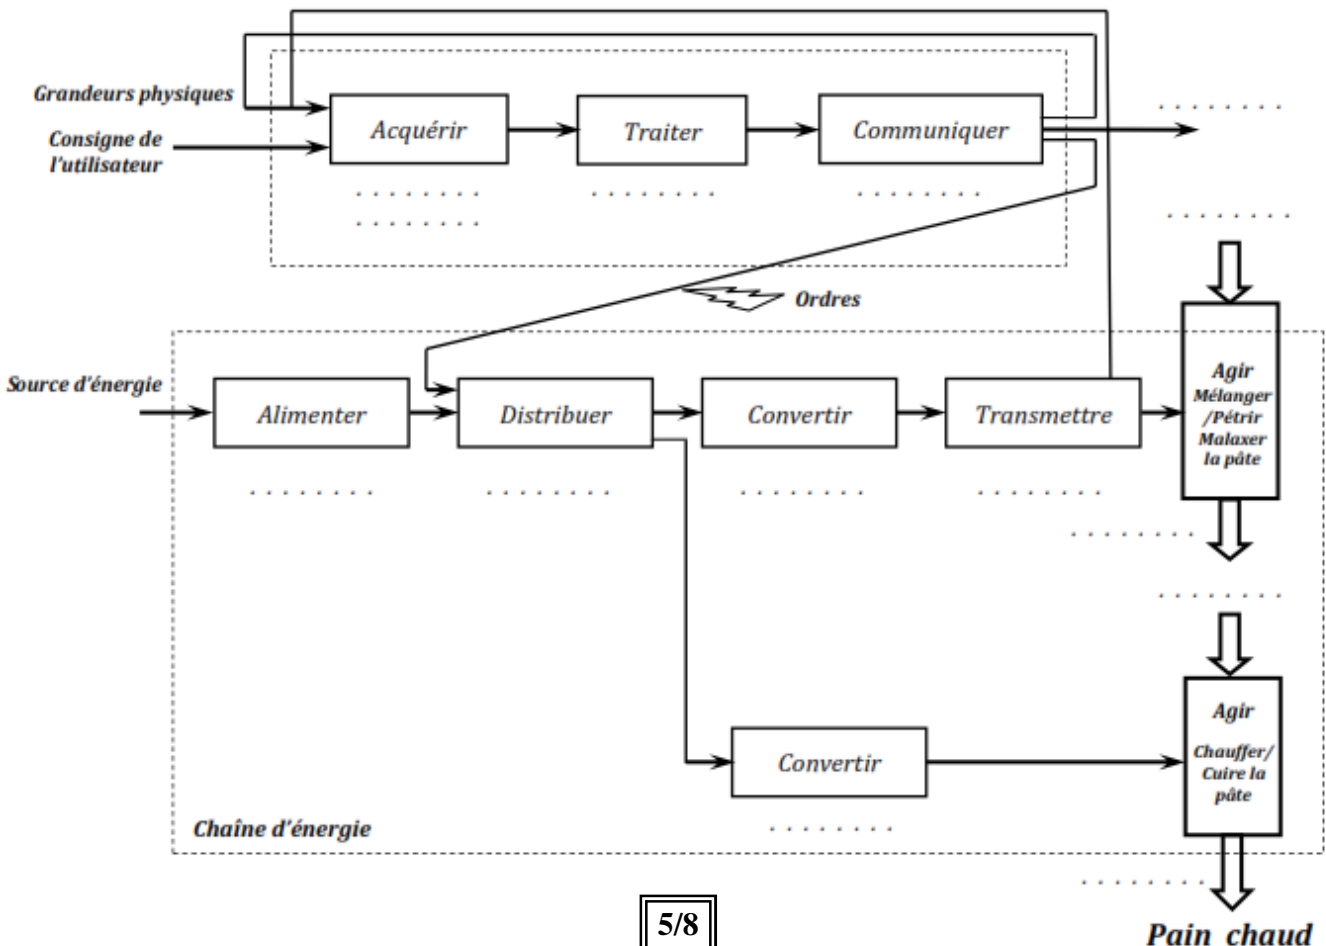 Grandeurs physiques
Consigne de
l'utilisateur
Acquérir
Traiter
Communiquer
. . . . . . . .
. . . . . . . .
. . . . . . . .
. . . . . . . .
. . . . . . . .
. . . . . . . .
Ordres
Source d'énergie
Alimenter
Distribuer
Convertir
Transmettre
Agir
Mélanger
/Pétrir
Malaxer
la pâte
. . . . . . . .
. . . . . . . .
. . . . . . . .
. . . . . . . .
. . . . . . . .
. . . . . . . .
Convertir
Agir
Chauffer/
Cuire la
pâte
. . . . . . . .
Chaîne d'énergie
. . . . . . . .
5/8
Pain chaud